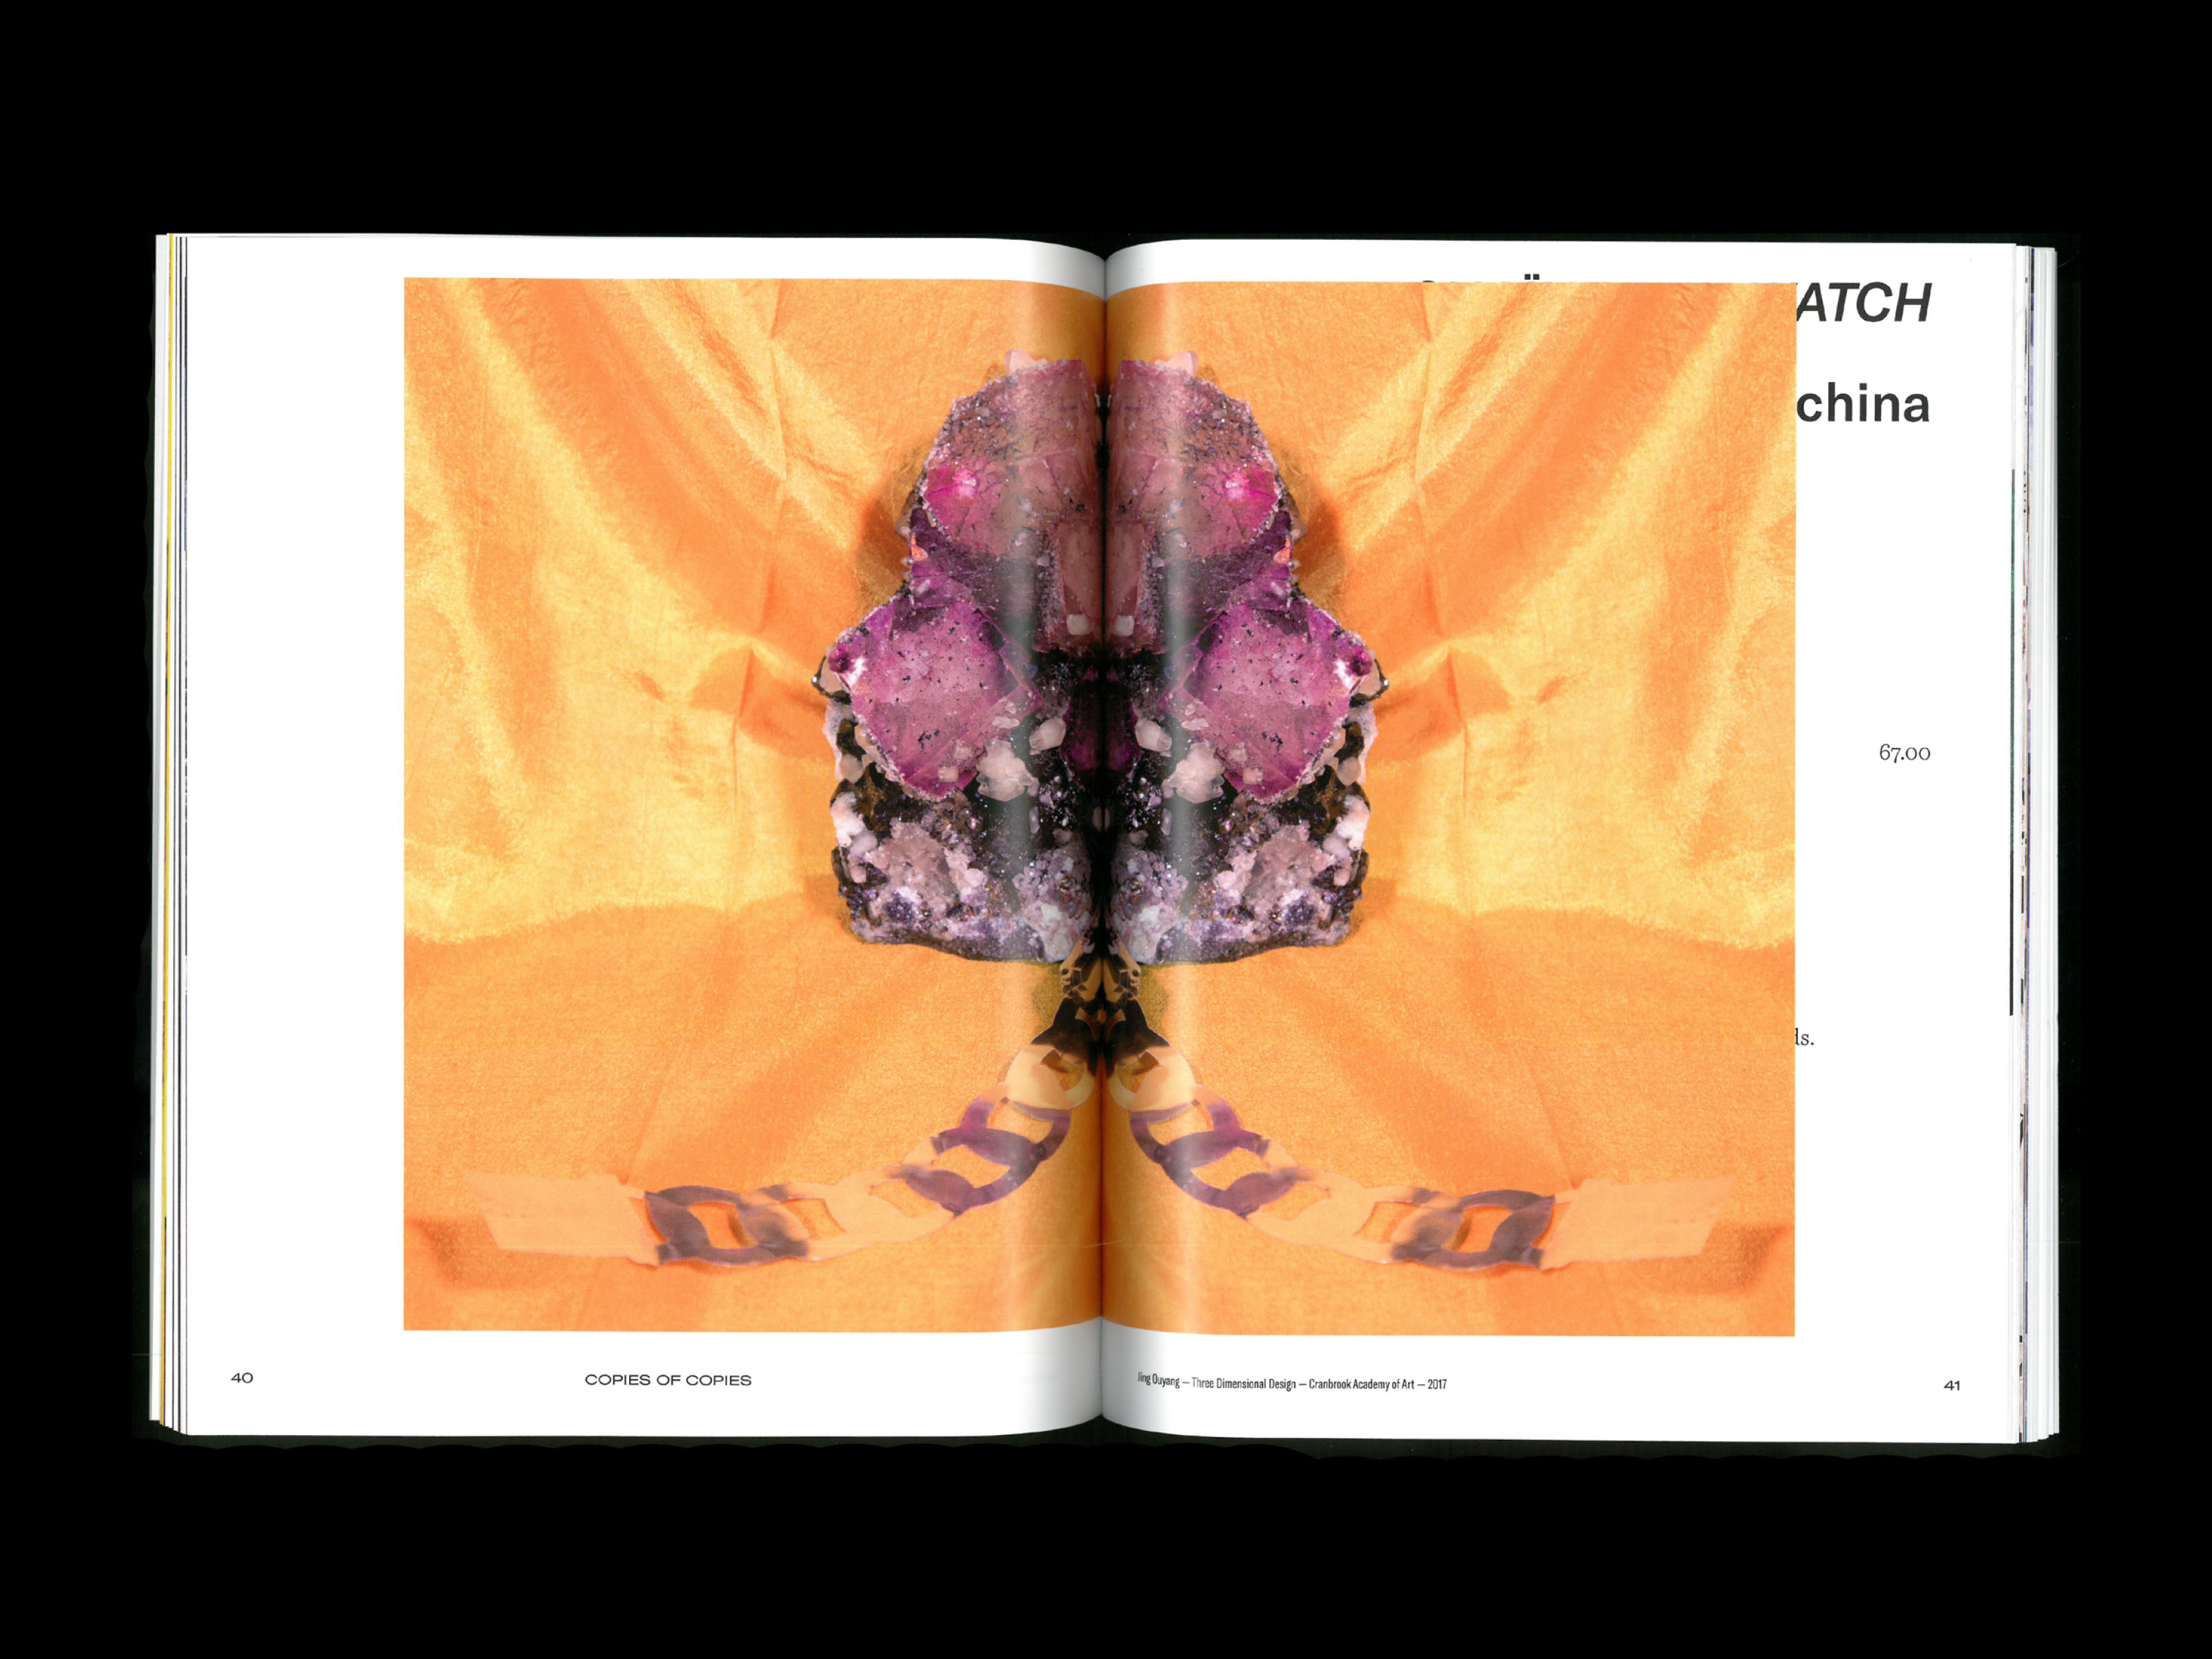 ATCH
china
67.00
ds.
40
COPIES OF COPIES
Jing Ouyang — Three Dimensional Design — Cranbrook Academy of Art — 2017
41